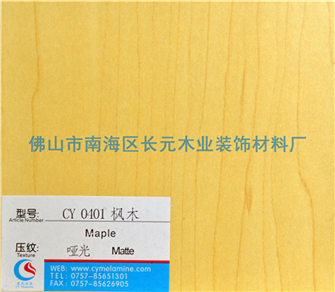 佛山市南海区长元木业装饰材料厂
型号: CY 0401 枫木
Article Number
Maple
压纹: 哑光 Matte
Texture
WEB: www.cymelamine.com
TEL: 0757-85651301
FAX: 0757-85626905